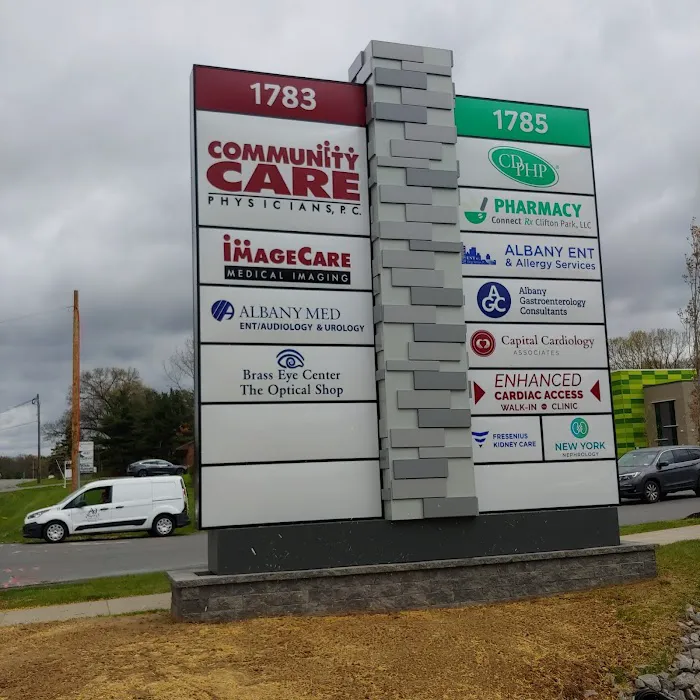 1783
COMMUNITY
CARE
PHYSICIANS, P.C.
IMAGECARE
MEDICAL IMAGING
ALBANY MED
ENT/AUDIOLOGY & UROLOGY
Brass Eye Center
The Optical Shop
1785
CDPHP
PHARMACY
Connect Rx Clifton Park, LLC
ALBANY ENT
& Allergy Services
AGC
Albany
Gastroenterology
Consultants
Capital Cardiology
ASSOCIATES
ENHANCED
CARDIAC ACCESS
WALK-IN CLINIC
FRESENIUS
KIDNEY CARE
NEW YORK
NEPHROLOGY